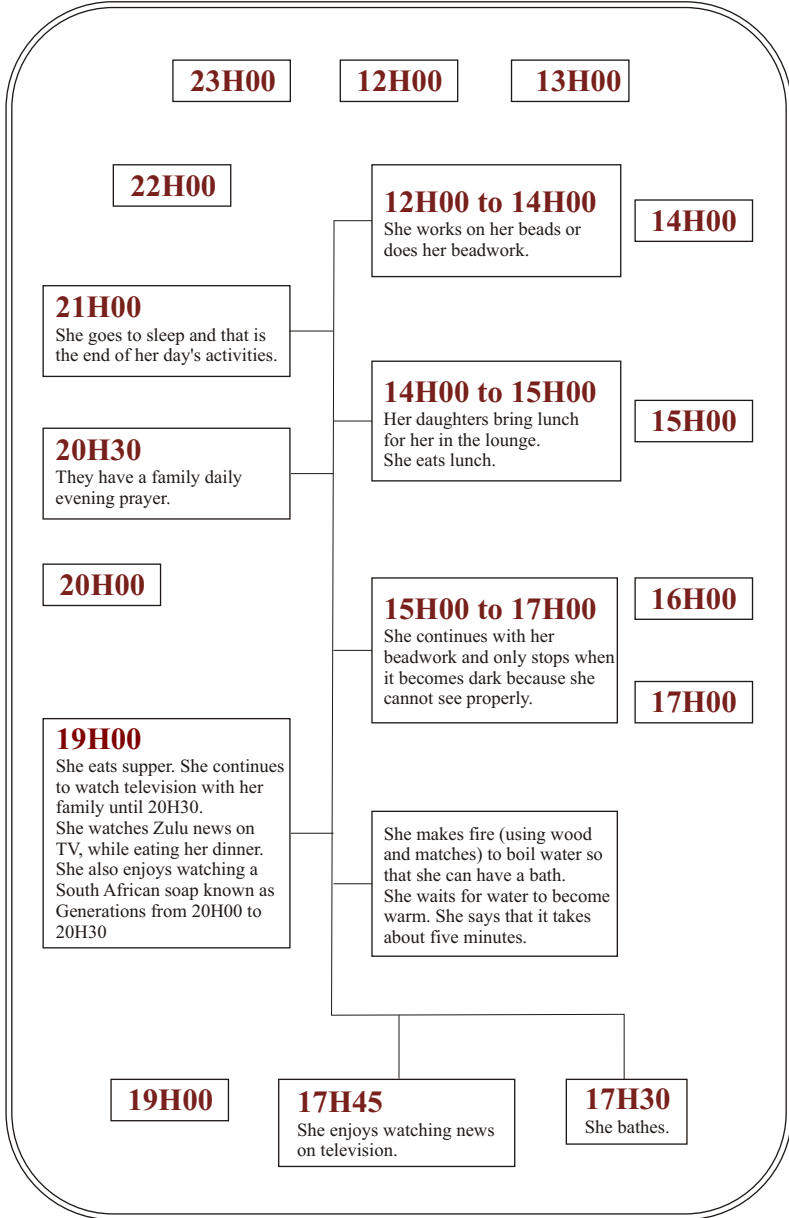 23H00
12H00
13H00
22H00
12H00 to 14H00
She works on her beads or
does her beadwork.
14H00
21H00
She goes to sleep and that is
the end of her day's activities.
14H00 to 15H00
Her daughters bring lunch
for her in the lounge.
She eats lunch.
15H00
20H30
They have a family daily
evening prayer.
20H00
15H00 to 17H00
She continues with her
beadwork and only stops when
it becomes dark because she
cannot see properly.
16H00
17H00
19H00
She eats supper. She continues
to watch television with her
family until 20H30.
She watches Zulu news on
TV, while eating her dinner.
She also enjoys watching a
South African soap known as
Generations from 20H00 to
20H30
She makes fire (using wood
and matches) to boil water so
that she can have a bath.
She waits for water to become
warm. She says that it takes
about five minutes.
19H00
17H45
She enjoys watching news
on television.
17H30
She bathes.